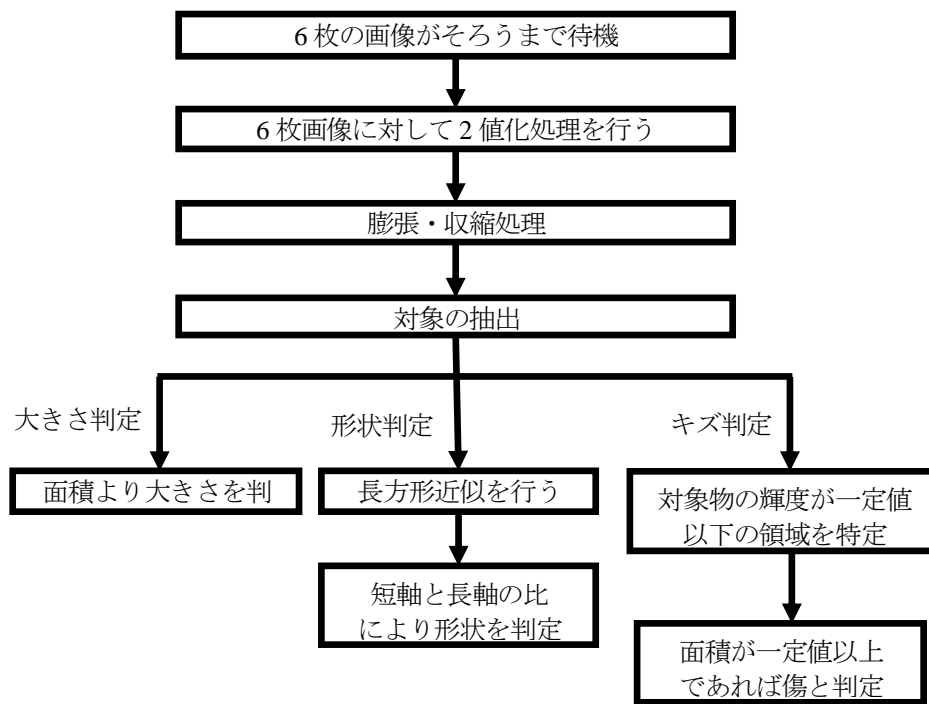 6枚の画像がそろうまで待機
6枚画像に対して2値化処理を行う
膨張・収縮処理
対象の抽出
大きさ判定
形状判定
キズ判定
面積より大きさを判
長方形近似を行う
対象物の輝度が一定値
以下の領域を特定
短軸と長軸の比
により形状を判定
面積が一定値以上
であれば傷と判定